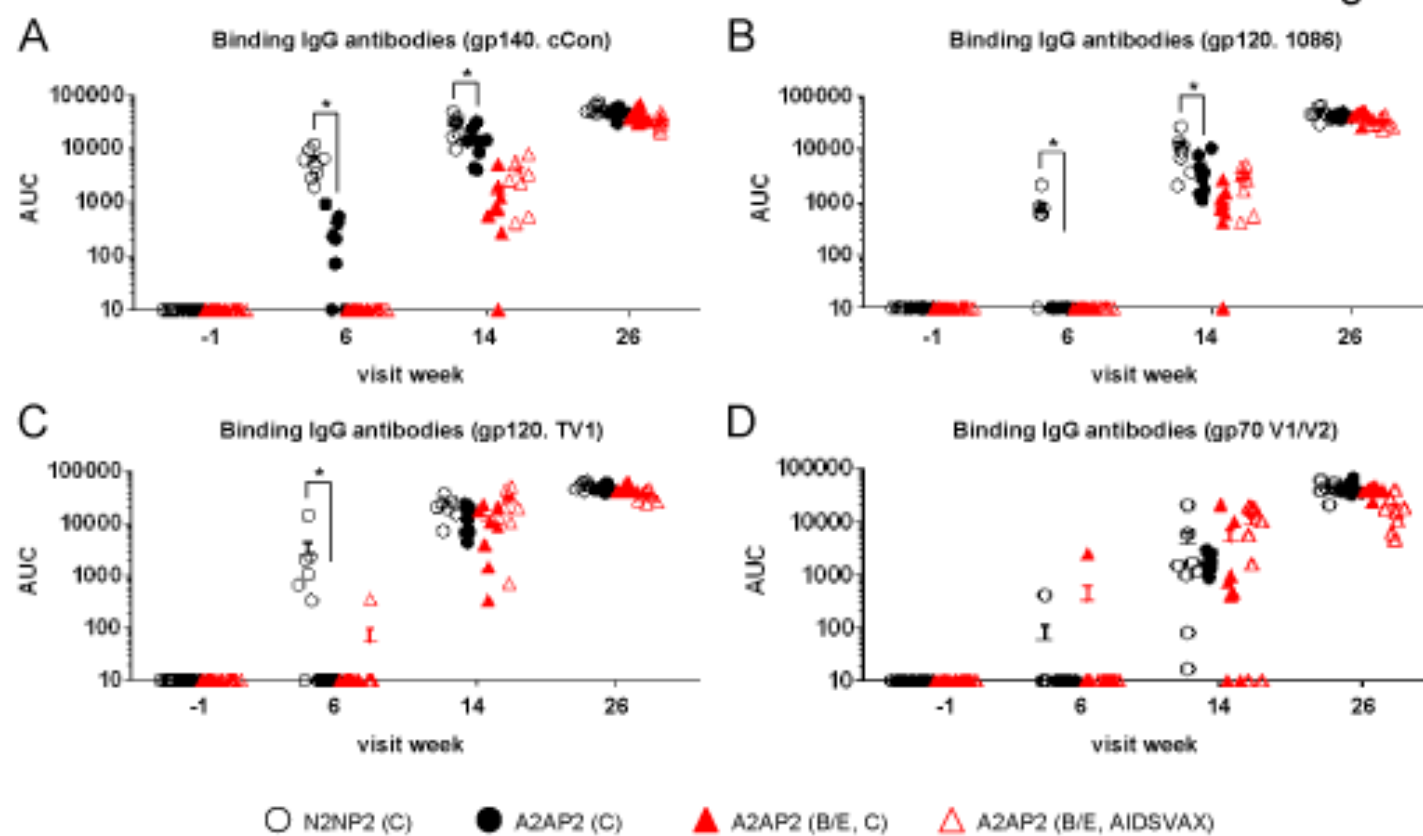 A
Binding IgG antibodies (gp140. cCon)
100000
10000
1000
100
10
AUC
*
*
-1 6 14 26
visit week
B
Binding IgG antibodies (gp120. 1086)
100000
10000
1000
100
10
AUC
*
*
-1 6 14 26
visit week
C
Binding IgG antibodies (gp120. TV1)
100000
10000
1000
100
10
AUC
*
-1 6 14 26
visit week
D
Binding IgG antibodies (gp70 V1/V2)
100000
10000
1000
100
10
AUC
-1 6 14 26
visit week
N2NP2 (C) A2AP2 (C) A2AP2 (B/E, C) A2AP2 (B/E, AIDSVAX)